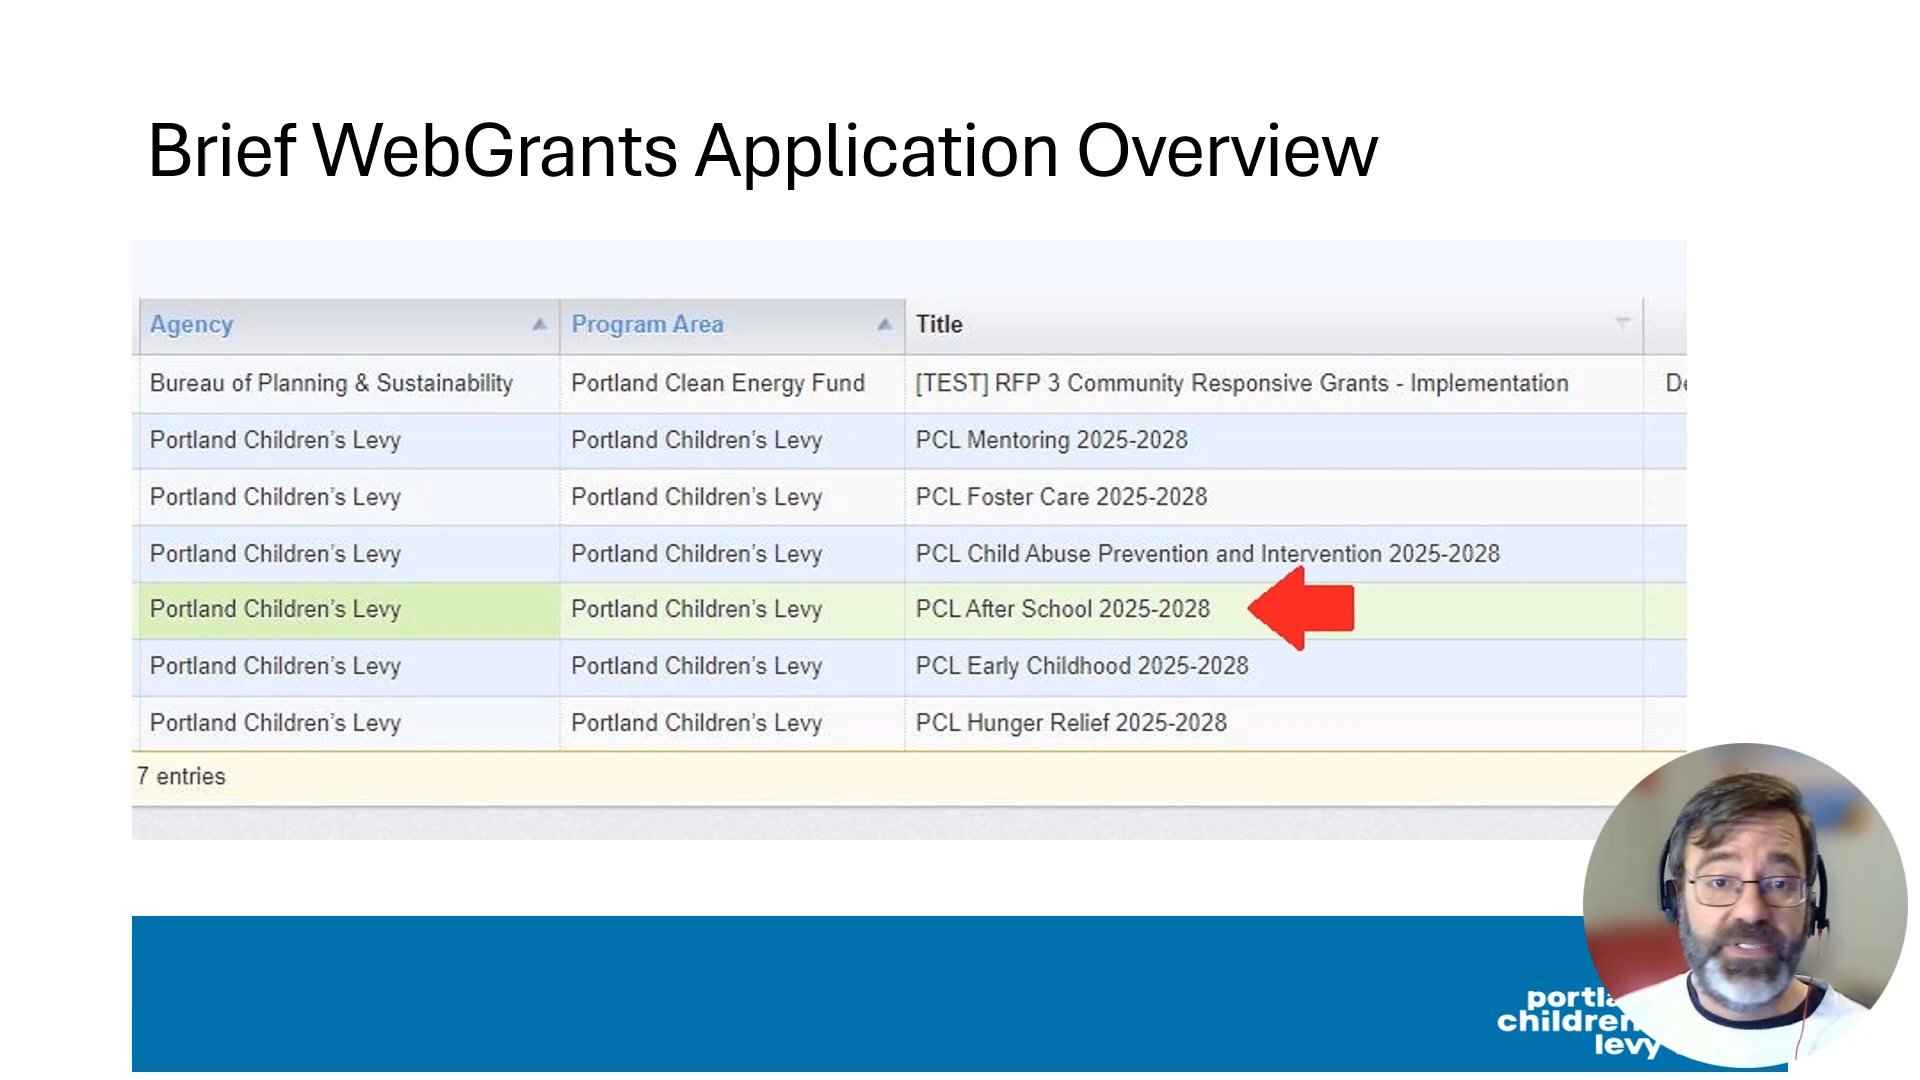 Brief WebGrants Application Overview
Agency Program Area Title
Bureau of Planning & Sustainability Portland Clean Energy Fund [TEST] RFP 3 Community Responsive Grants - Implementation
Portland Children’s Levy Portland Children’s Levy PCL Mentoring 2025-2028
Portland Children’s Levy Portland Children’s Levy PCL Foster Care 2025-2028
Portland Children’s Levy Portland Children’s Levy PCL Child Abuse Prevention and Intervention 2025-2028
Portland Children’s Levy Portland Children’s Levy PCL After School 2025-2028
Portland Children’s Levy Portland Children’s Levy PCL Early Childhood 2025-2028
Portland Children’s Levy Portland Children’s Levy PCL Hunger Relief 2025-2028
7 entries
levy